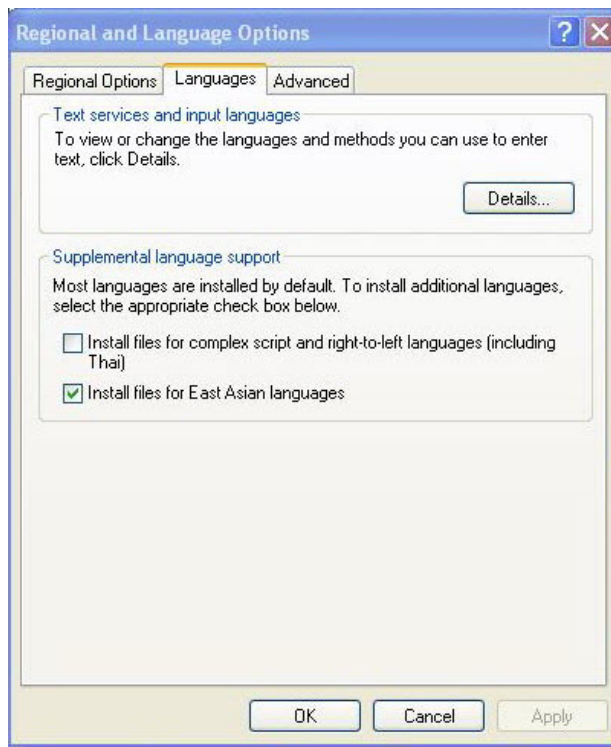 Regional and Language Options
Regional Options Languages Advanced
Text services and input languages
To view or change the languages and methods you can use to enter
text, click Details.
Details...
Supplemental language support
Most languages are installed by default. To install additional languages,
select the appropriate check box below.
Install files for complex script and right-to-left languages (including
Thai)
Install files for East Asian languages
OK Cancel Apply